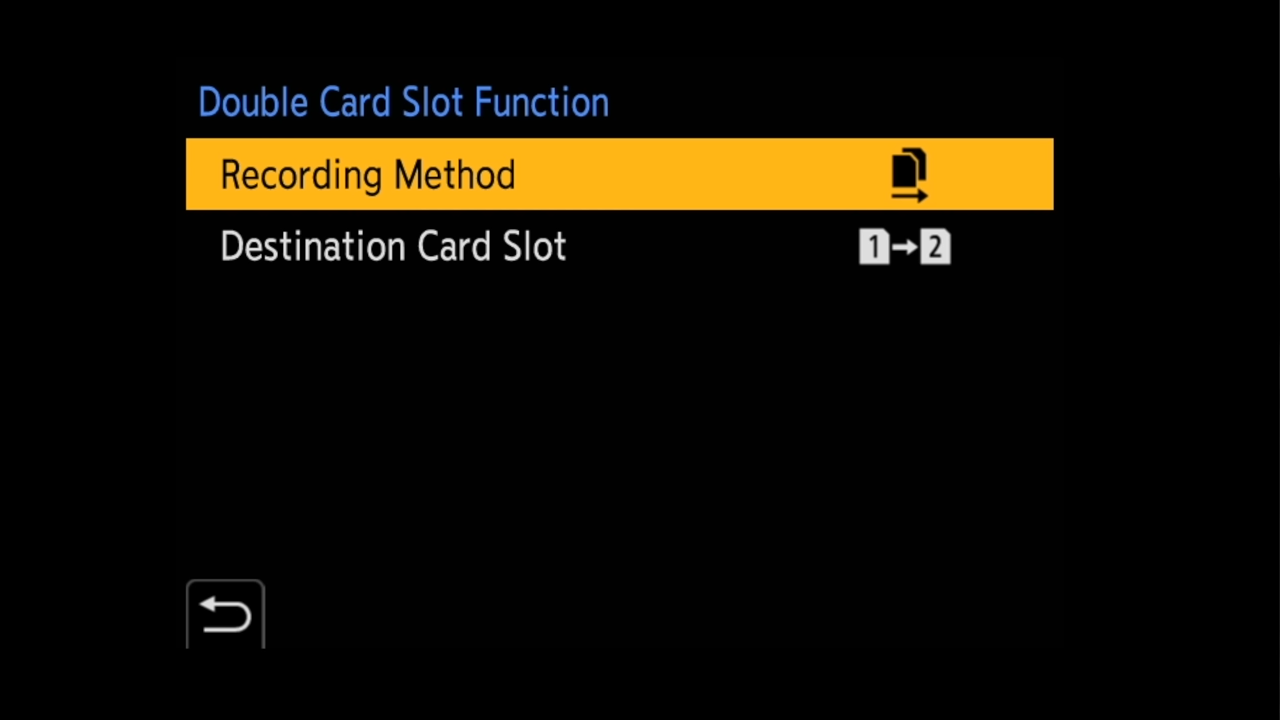 Double Card Slot Function
Recording Method
Destination Card Slot 1→2